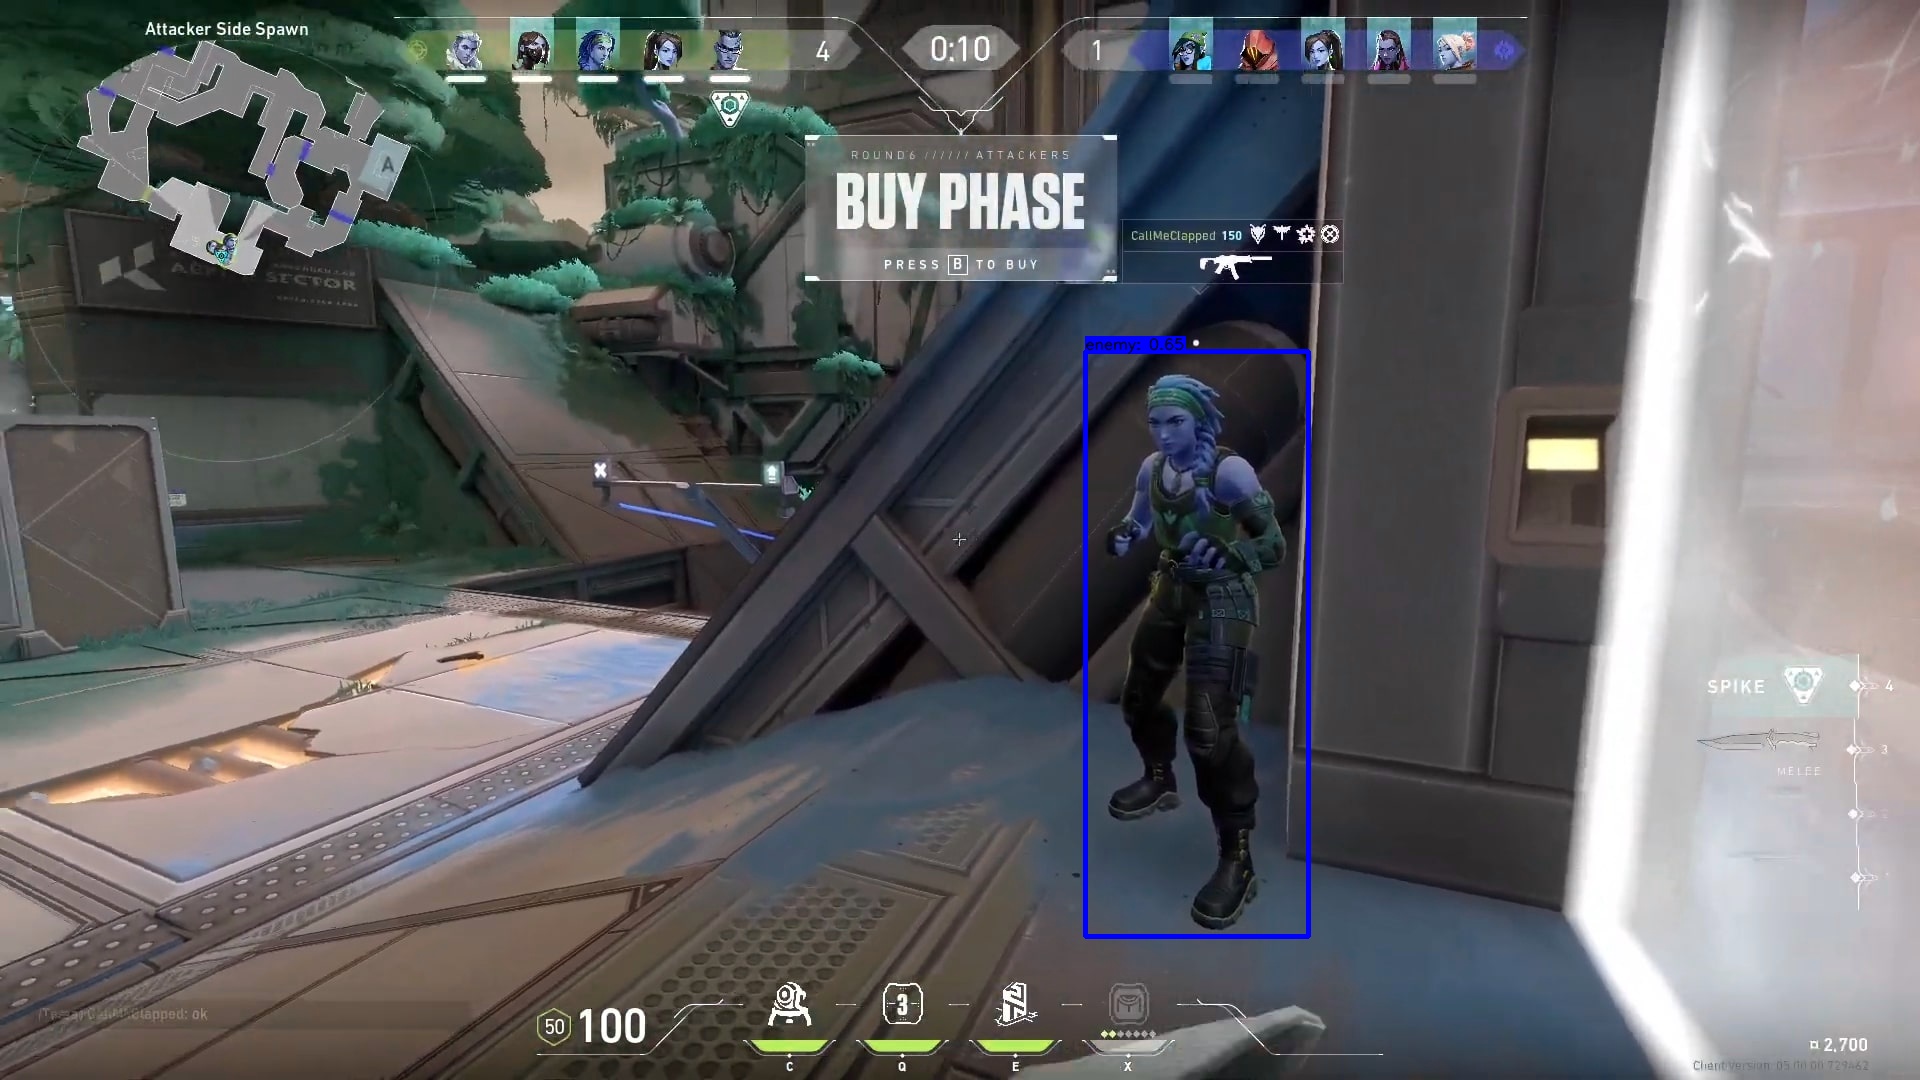 Attacker Side Spawn
4
0:10
1
A
ROUND 6 ////// ATTACKERS
BUY PHASE
PRESS B TO BUY
CallMeClapped 150
SECTOR
enemy: 0.65
SPIKE
4
3
MELEE
50 100
3
C Q E X
¤ 2,700